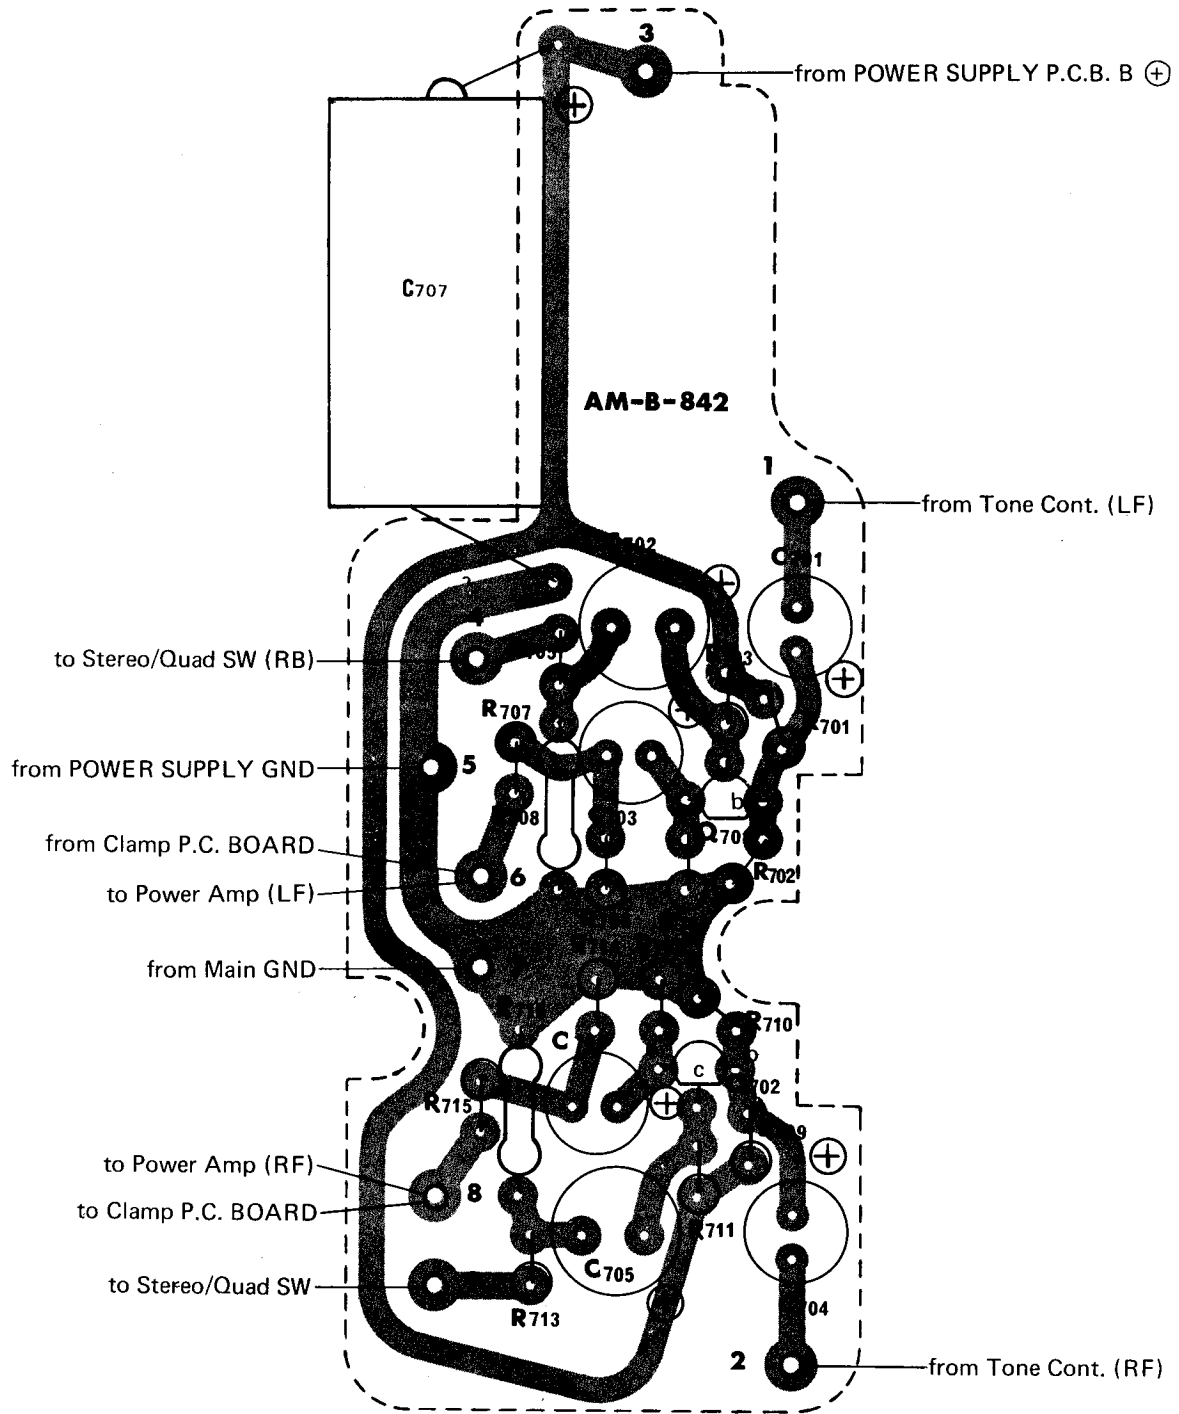 3
from POWER SUPPLY P.C.B. B ⊕
C707
AM-B-842
1
from Tone Cont. (LF)
to Stereo/Quad SW (RB)
R707
from POWER SUPPLY GND
5
b
from Clamp P.C. BOARD
to Power Amp (LF)
6
R702
from Main GND
R710
c
R715
to Power Amp (RF)
8
to Clamp P.C. BOARD
R711
C705
to Stereo/Quad SW
R713
2
from Tone Cont. (RF)